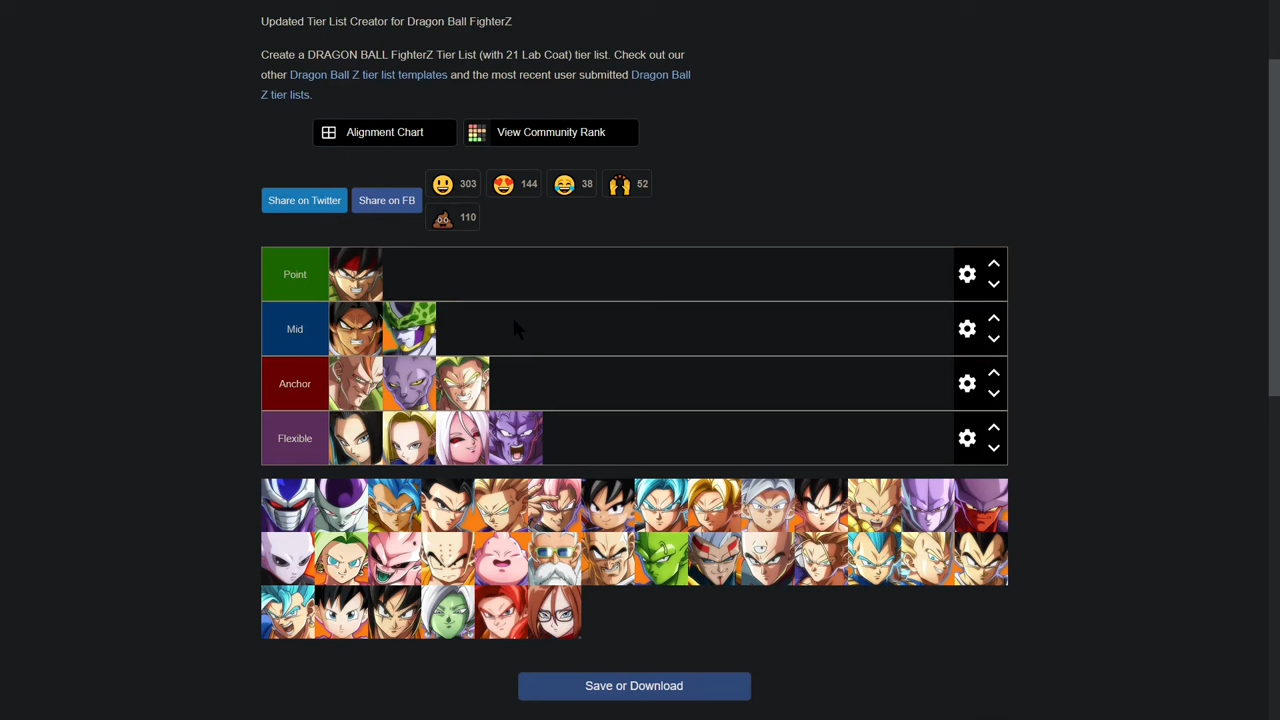 Updated Tier List Creator for Dragon Ball FighterZ
Create a DRAGON BALL FighterZ Tier List (with 21 Lab Coat) tier list. Check out our
other Dragon Ball Z tier list templates and the most recent user submitted Dragon Ball
Z tier lists.
Alignment Chart
View Community Rank
Share on Twitter
Share on FB
303
144
38
52
110
Point
Mid
Anchor
Flexible
Save or Download